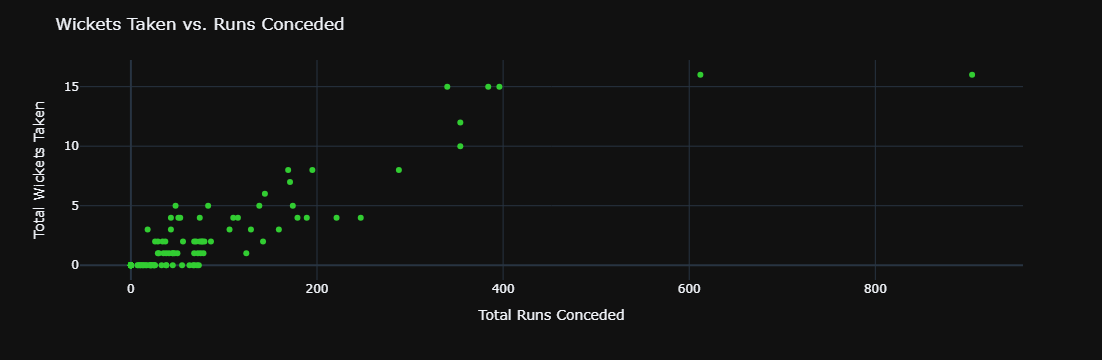 Wickets Taken vs. Runs Conceded
Total Wickets Taken
15
10
5
0
0 200 400 600 800
Total Runs Conceded